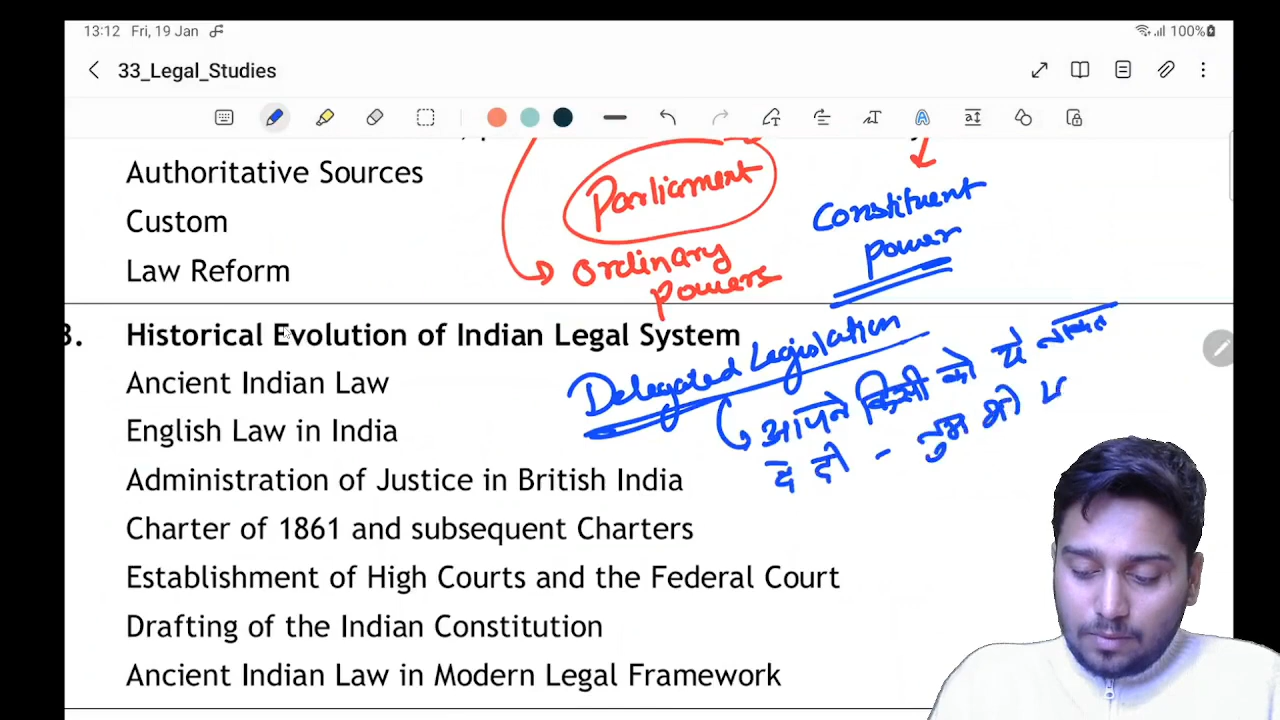 13:12 Fri, 19 Jan
100%
33_Legal_Studies
Authoritative Sources
Custom
Law Reform
Parliament
Ordinary
Powers
Constituent
power
3. Historical Evolution of Indian Legal System
Ancient Indian Law
English Law in India
Administration of Justice in British India
Charter of 1861 and subsequent Charters
Establishment of High Courts and the Federal Court
Drafting of the Indian Constitution
Ancient Indian Law in Modern Legal Framework
Delegated Legislation
आपने किसी को ये
दे दी - तुम भी